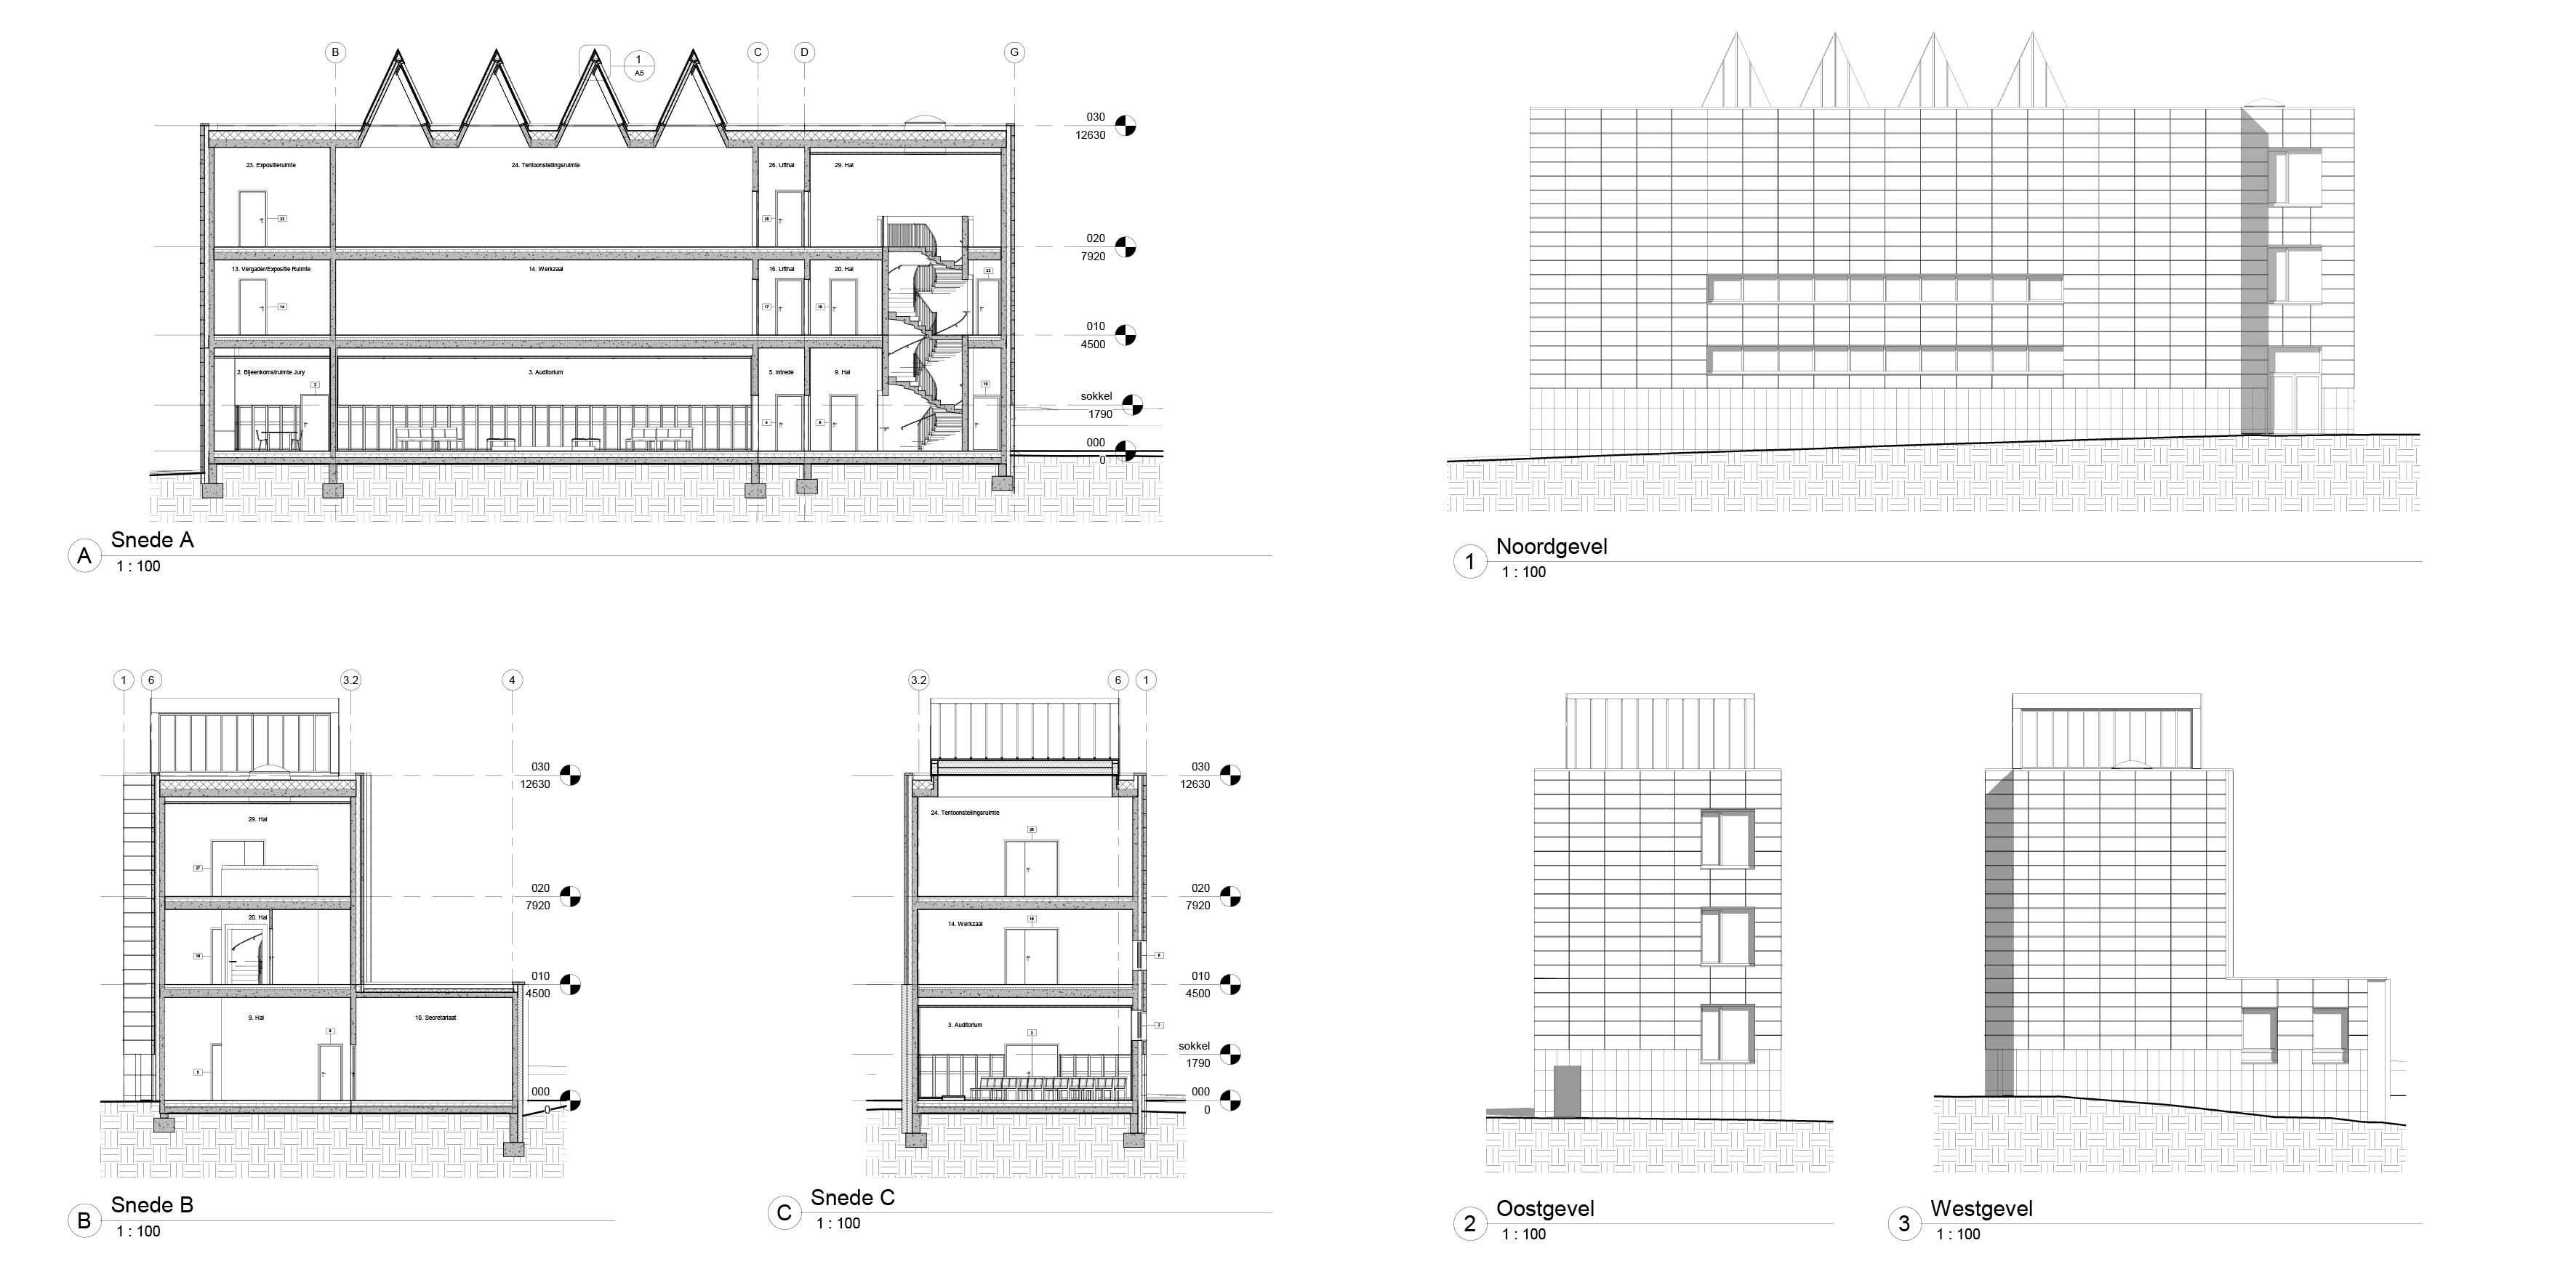 B
C
D
G
1
A5
030
12630
23. Expositieruimte
24. Tentoonstellingsruimte
26. Lifthal
29. Hal
020
7920
13. Vergader/Expositie Ruimte
14. Werkzaal
16. Lifthal
20. Hal
22
14
17
010
4500
2. Bijeenkomstruimte Jury
3. Auditorium
5. Intrede
9. Hal
sokkel
1790
000
0
A
Snede A
1 : 100
1
Noordgevel
1 : 100
1
6
3.2
4
030
12630
29. Hal
020
7920
20. Hal
010
4500
9. Hal
10. Secretariaat
000
0
B
Snede B
1 : 100
3.2
6
1
030
12630
24. Tentoonstellingsruimte
020
7920
14. Werkzaal
010
4500
3. Auditorium
sokkel
1790
000
0
C
Snede C
1 : 100
2
Oostgevel
1 : 100
3
Westgevel
1 : 100